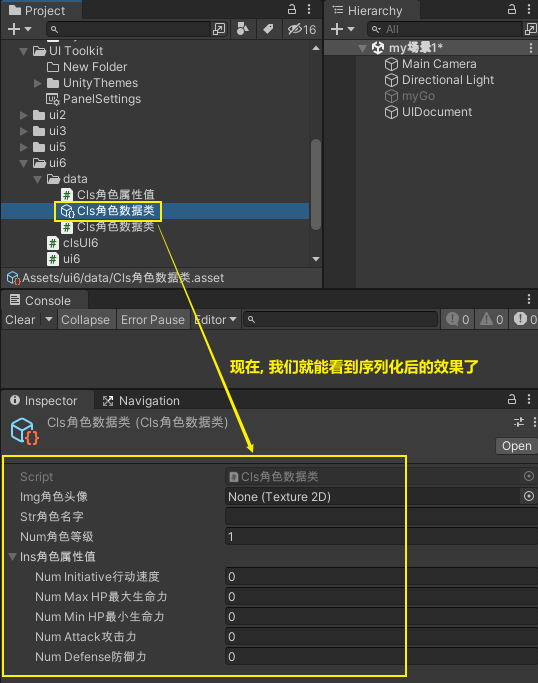 Project
Hierarchy
16
All
UI Toolkit
New Folder
UnityThemes
PanelSettings
ui2
ui3
ui5
ui6
data
Cls角色属性值
Cls角色数据类
Cls角色数据类
clsUI6
ui6
Assets/ui6/data/Cls角色数据类.asset
my场景1*
Main Camera
Directional Light
myGo
UIDocument
Console
Clear
Collapse
Error Pause
Editor
0
0
0
现在, 我们就能看到序列化后的效果了
Inspector
Navigation
Cls角色数据类 (Cls角色数据类)
Open
Script
Cls角色数据类
Img角色头像
None (Texture 2D)
Str角色名字
Num角色等级
1
Ins角色属性值
Num Initiative行动速度
0
Num Max HP最大生命力
0
Num Min HP最小生命力
0
Num Attack攻击力
0
Num Defense防御力
0